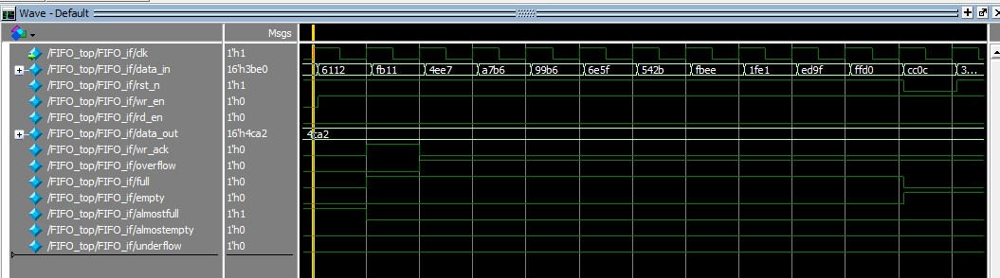 Wave - Default
Msgs
/FIFO_top/FIFO_if/clk 1'h1
/FIFO_top/FIFO_if/data_in 16'h3be0 6112 fb11 4ee7 a7b6 99b6 6e5f 542b fbee 1fe1 ed9f ffd0 cc0c 3...
/FIFO_top/FIFO_if/rst_n 1'h1
/FIFO_top/FIFO_if/wr_en 1'h0
/FIFO_top/FIFO_if/rd_en 1'h0
/FIFO_top/FIFO_if/data_out 16'h4ca2 4ca2
/FIFO_top/FIFO_if/wr_ack 1'h0
/FIFO_top/FIFO_if/overflow 1'h0
/FIFO_top/FIFO_if/full 1'h0
/FIFO_top/FIFO_if/empty 1'h0
/FIFO_top/FIFO_if/almostfull 1'h1
/FIFO_top/FIFO_if/almostempty 1'h0
/FIFO_top/FIFO_if/underflow 1'h0